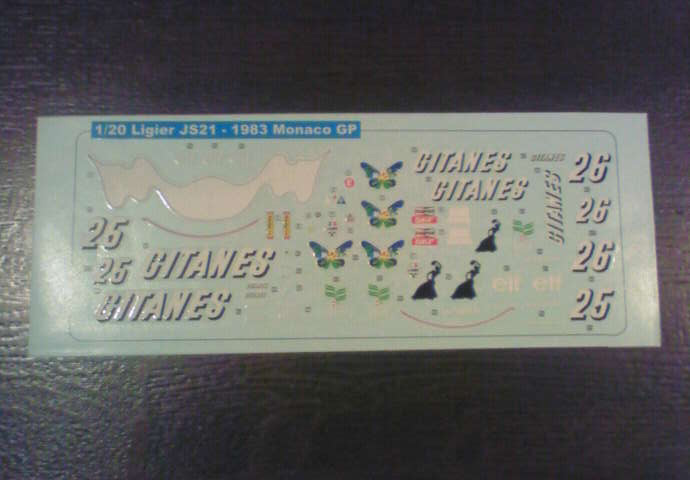 1/20 Ligier JS21 - 1983 Monaco GP
GITANES
GITANES
26
GITANES
GITANES
26
25
26
25
GITANES
elf elf
GITANES
25